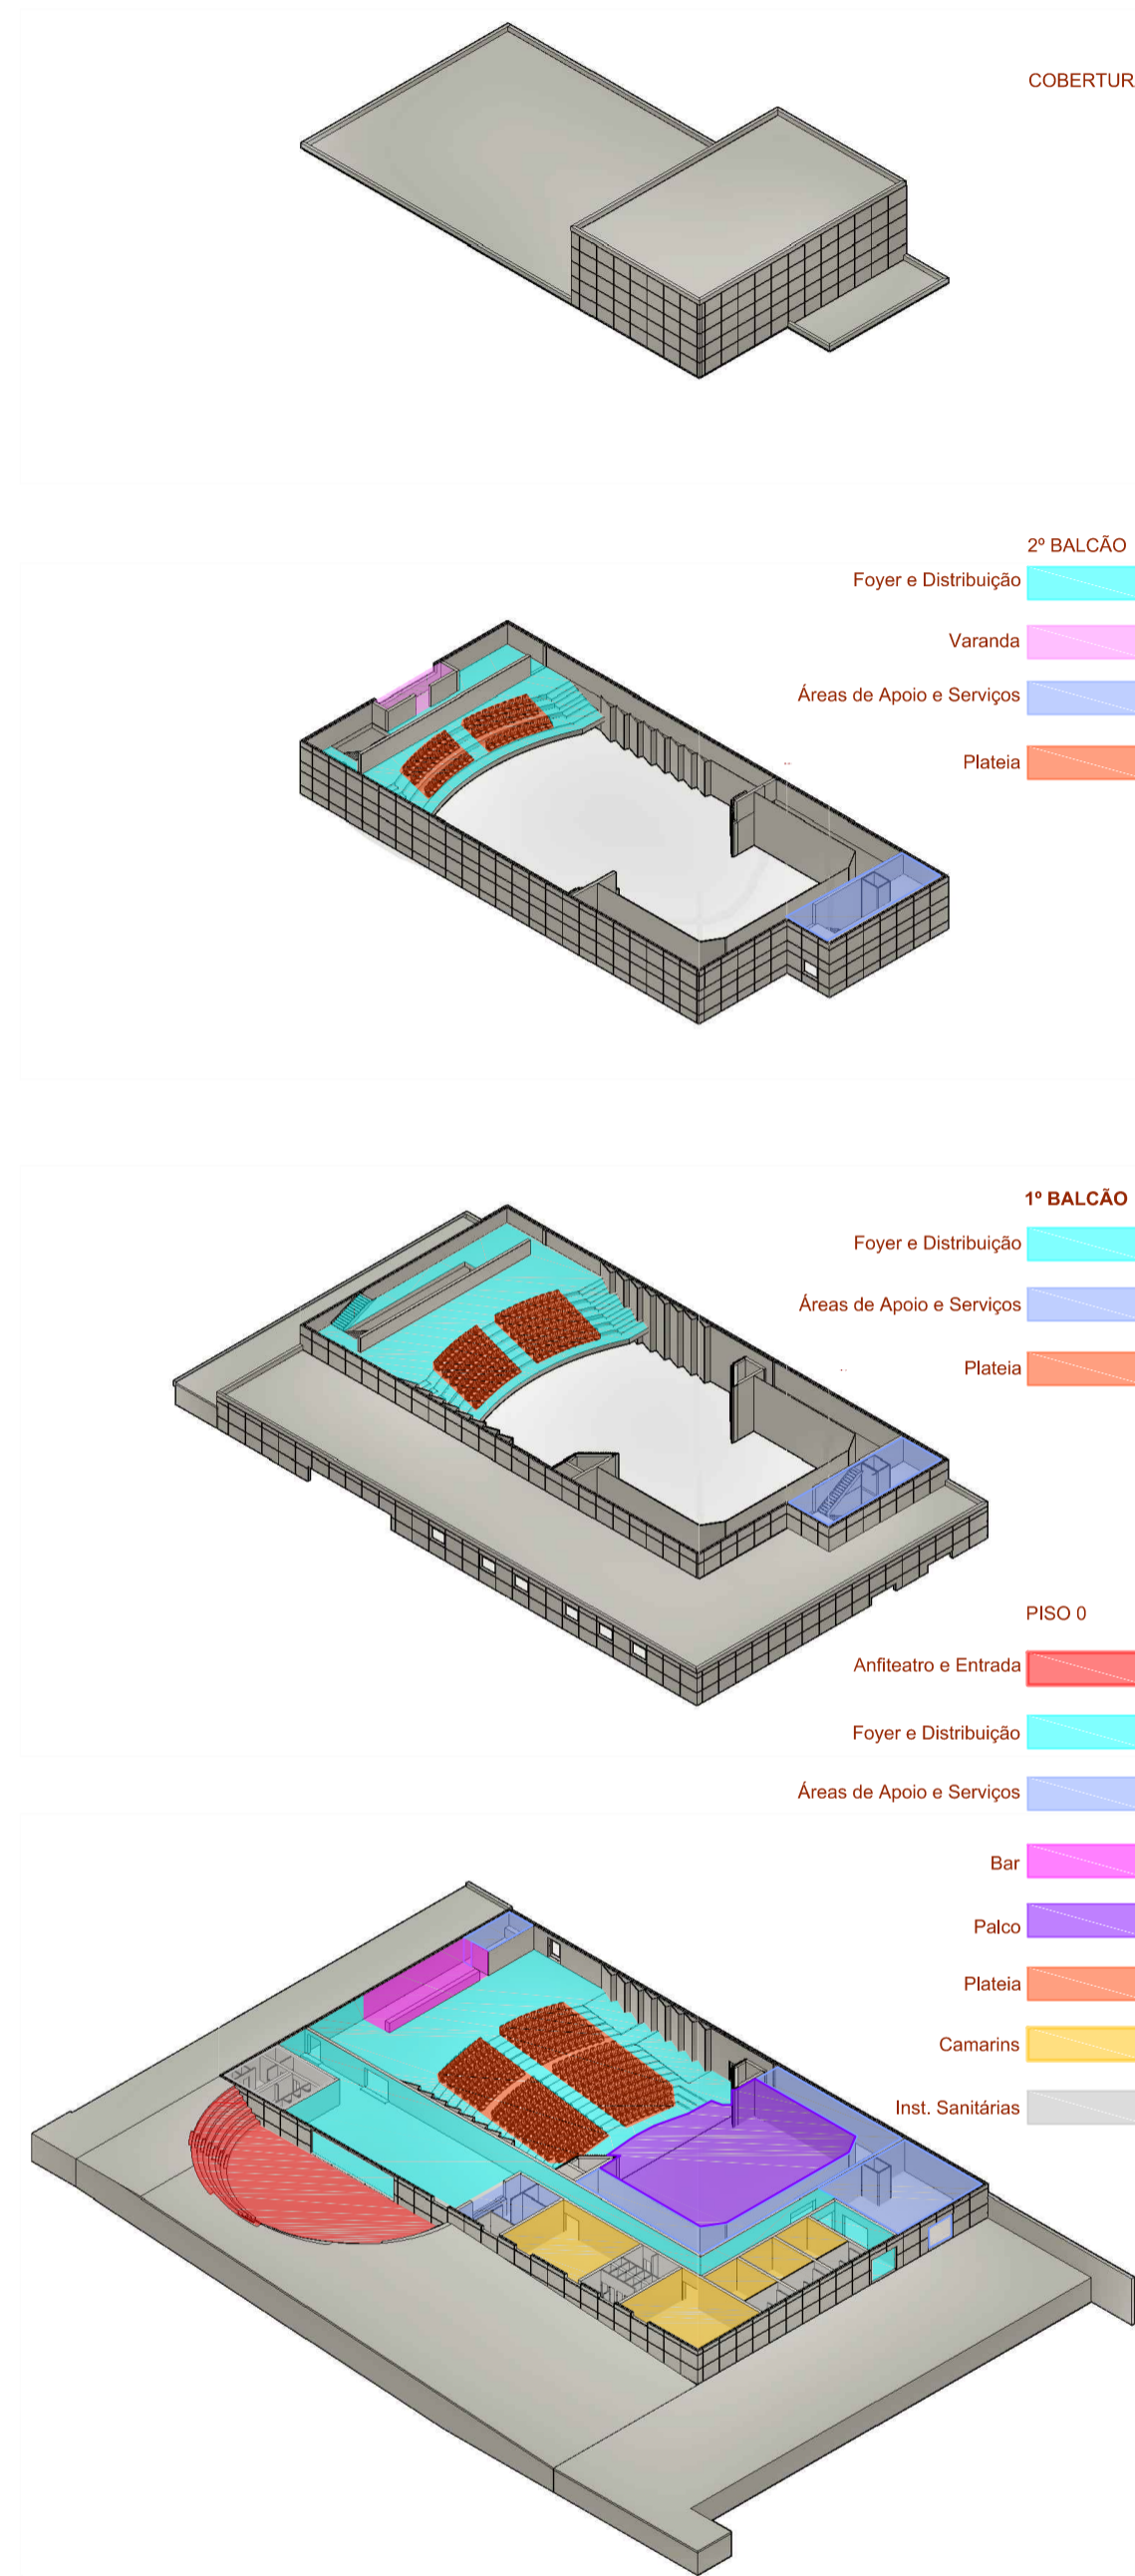 COBERTUR
2º BALCÃO
Foyer e Distribuição
Varanda
Áreas de Apoio e Serviços
Plateia
1º BALCÃO
Foyer e Distribuição
Áreas de Apoio e Serviços
Plateia
PISO 0
Anfiteatro e Entrada
Foyer e Distribuição
Áreas de Apoio e Serviços
Bar
Palco
Plateia
Camarins
Inst. Sanitárias